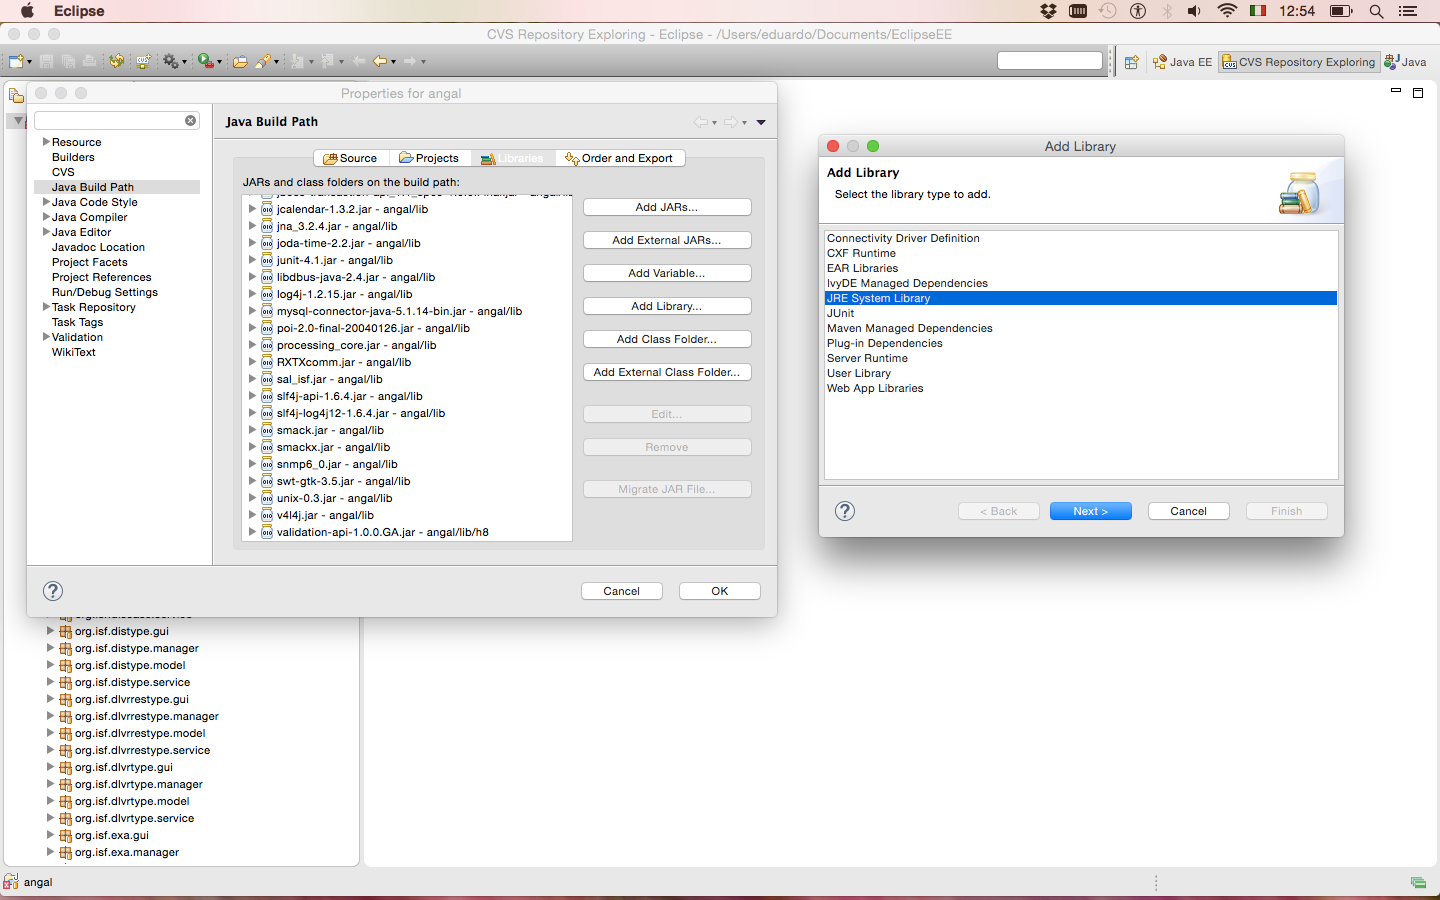 Eclipse
12:54
CVS Repository Exploring - Eclipse - /Users/eduardo/Documents/EclipseEE
Java EE
CVS Repository Exploring
Java
Properties for angal
Resource
Builders
CVS
Java Build Path
Java Code Style
Java Compiler
Java Editor
Javadoc Location
Project Facets
Project References
Run/Debug Settings
Task Repository
Task Tags
Validation
WikiText
Java Build Path
Source
Projects
Libraries
Order and Export
JARs and class folders on the build path:
jcalendar-1.3.2.jar - angal/lib
jna_3.2.4.jar - angal/lib
joda-time-2.2.jar - angal/lib
junit-4.1.jar - angal/lib
libdbus-java-2.4.jar - angal/lib
log4j-1.2.15.jar - angal/lib
mysql-connector-java-5.1.14-bin.jar - angal/lib
poi-2.0-final-20040126.jar - angal/lib
processing_core.jar - angal/lib
RXTXcomm.jar - angal/lib
sal_isf.jar - angal/lib
slf4j-api-1.6.4.jar - angal/lib
slf4j-log4j12-1.6.4.jar - angal/lib
smack.jar - angal/lib
smackx.jar - angal/lib
snmp6_0.jar - angal/lib
swt-gtk-3.5.jar - angal/lib
unix-0.3.jar - angal/lib
v4l4j.jar - angal/lib
validation-api-1.0.0.GA.jar - angal/lib/h8
Add JARs...
Add External JARs...
Add Variable...
Add Library...
Add Class Folder...
Add External Class Folder...
Edit...
Remove
Migrate JAR File...
?
Cancel
OK
Add Library
Add Library
Select the library type to add.
Connectivity Driver Definition
CXF Runtime
EAR Libraries
IvyDE Managed Dependencies
JRE System Library
JUnit
Maven Managed Dependencies
Plug-in Dependencies
Server Runtime
User Library
Web App Libraries
?
< Back
Next >
Cancel
Finish
org.isf.distype.gui
org.isf.distype.manager
org.isf.distype.model
org.isf.distype.service
org.isf.dlvrrestype.gui
org.isf.dlvrrestype.manager
org.isf.dlvrrestype.model
org.isf.dlvrrestype.service
org.isf.dlvrtype.gui
org.isf.dlvrtype.manager
org.isf.dlvrtype.model
org.isf.dlvrtype.service
org.isf.exa.gui
org.isf.exa.manager
angal